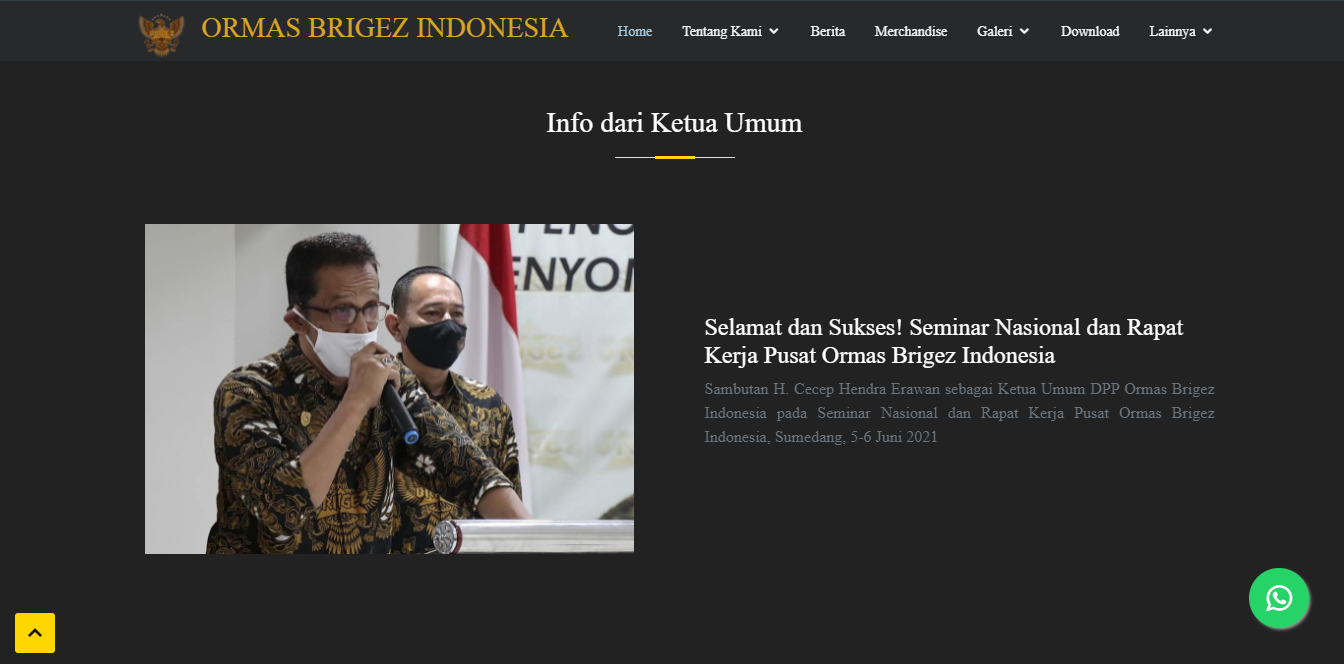 ORMAS BRIGEZ INDONESIA
Home Tentang Kami Berita Merchandise Galeri Download Lainnya
Info dari Ketua Umum
Selamat dan Sukses! Seminar Nasional dan Rapat
Kerja Pusat Ormas Brigez Indonesia
Sambutan H. Cecep Hendra Erawan sebagai Ketua Umum DPP Ormas Brigez
Indonesia pada Seminar Nasional dan Rapat Kerja Pusat Ormas Brigez
Indonesia, Sumedang, 5-6 Juni 2021